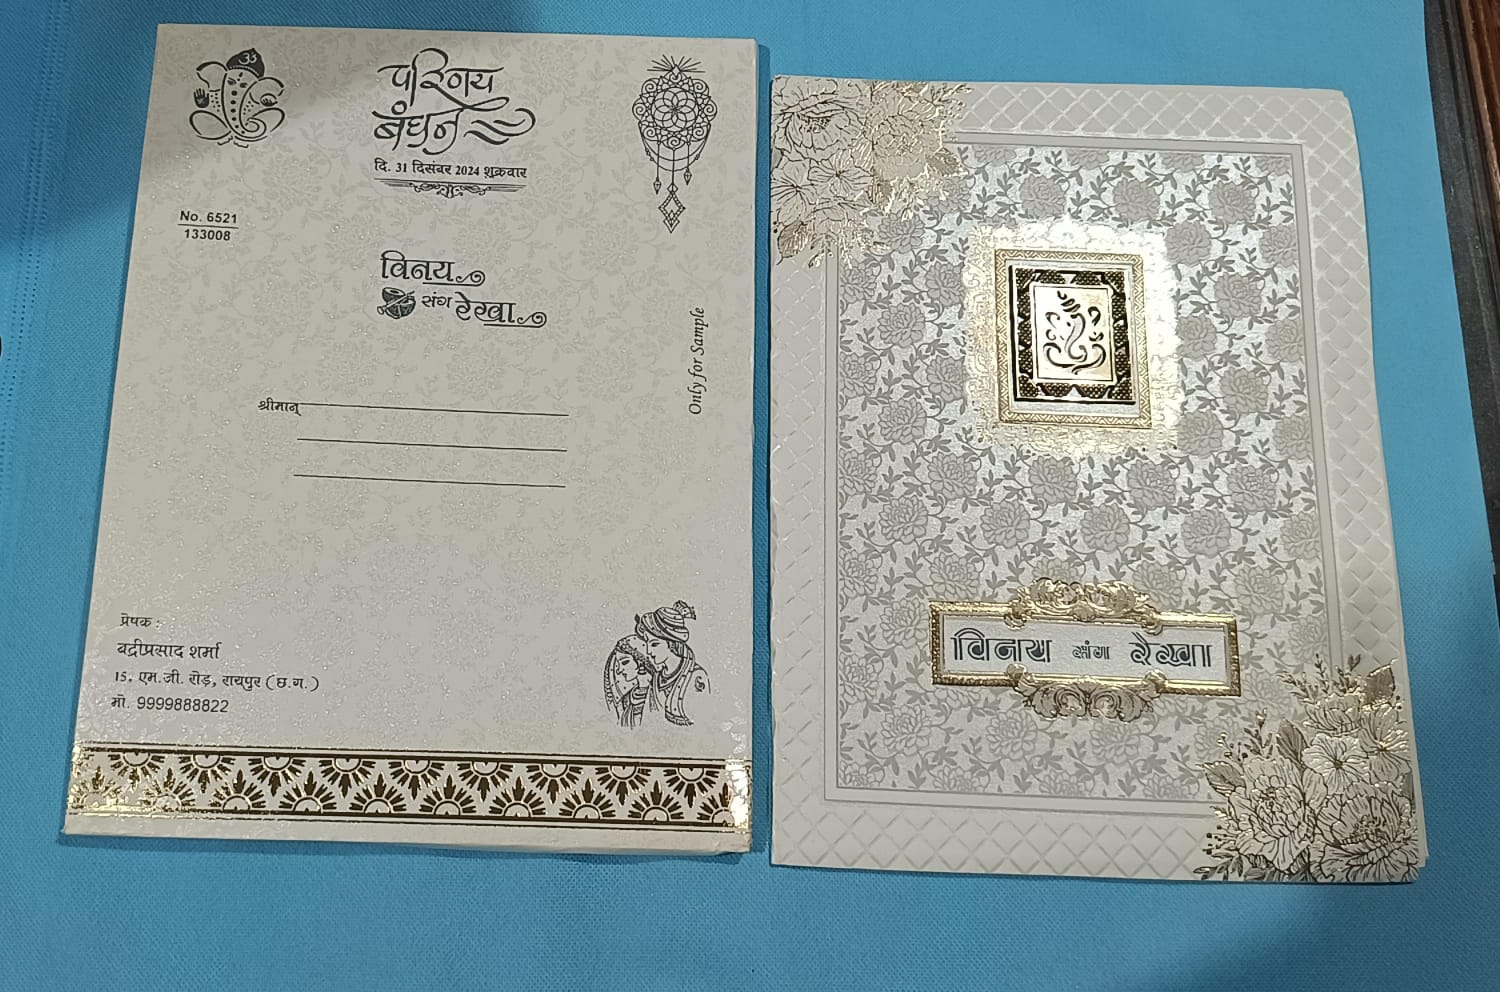 ॐ
परिणय
बंधन
दि. 31 दिसंबर 2024 शुक्रवार
No. 6521
133008
विनय
संग रेखा
Only for Sample
श्रीमान्
प्रेषक :
बद्रीप्रसाद शर्मा
15, एम.जी. रोड़, रायपुर (छ.ग.)
मो. 9999888822
विनय संग रेखा